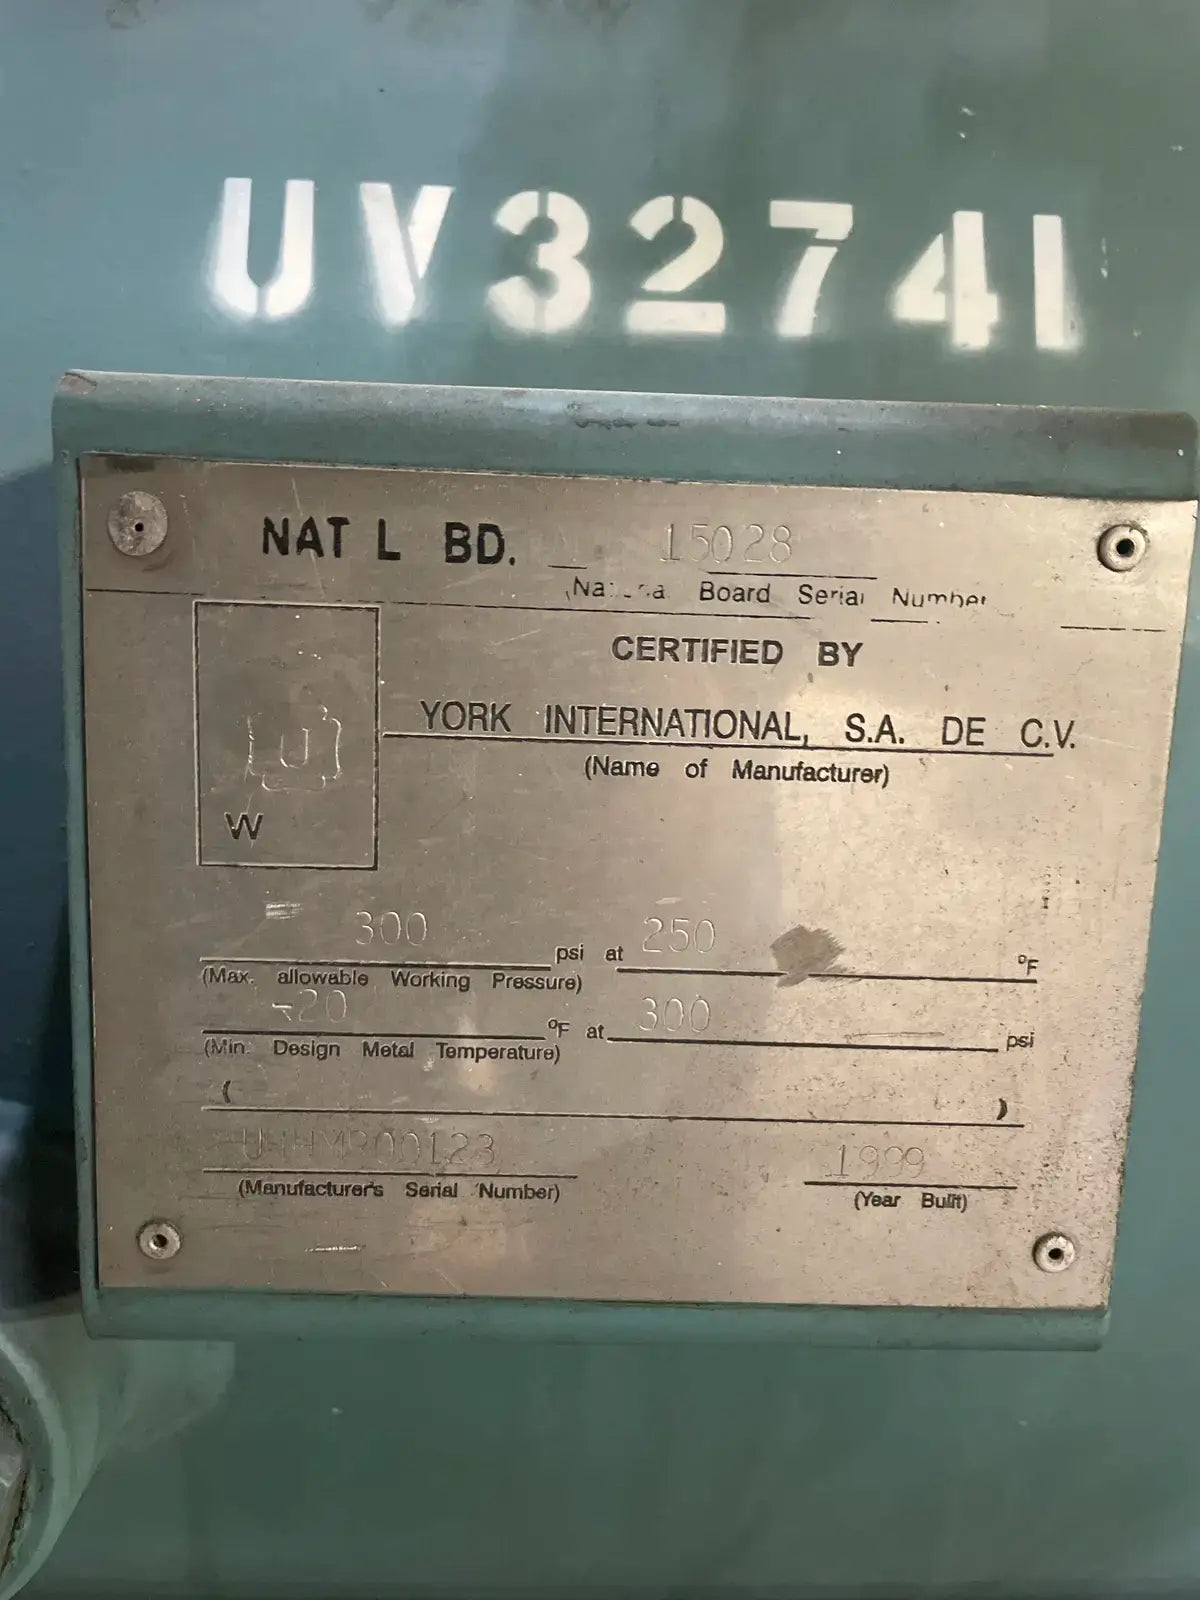 UV32741
NAT L BD. 15028
Board Serial Number
CERTIFIED BY
YORK INTERNATIONAL, S.A. DE C.V.
(Name of Manufacturer)
U
W
300 psi at 250 °F
(Max. allowable Working Pressure)
-20 °F at 300 psi
(Min. Design Metal Temperature)
( )
1999
(Manufacturer's Serial Number) (Year Built)